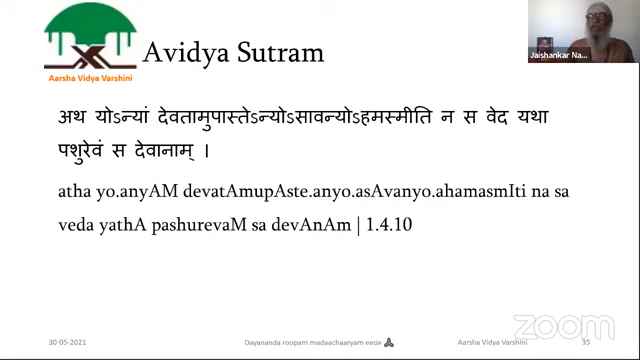 Avidya Sutram
Aarsha Vidya Varshini
Jaishankar Na...
अथ योऽन्यां देवतामुपास्तेऽन्योऽसावन्योऽहमस्मीति न स वेद यथा
पशुरेवं स देवानाम् ।
atha yo.anyAM devatAmupAste.anyo.asAvanyo.ahamasmIti na sa
veda yathA pashurevaM sa devAnAm | 1.4.10
zoom
30-05-2021 Dayananda roopam madaachaaryam eede 🙏🏽 Aarsha Vidya Varshini 35